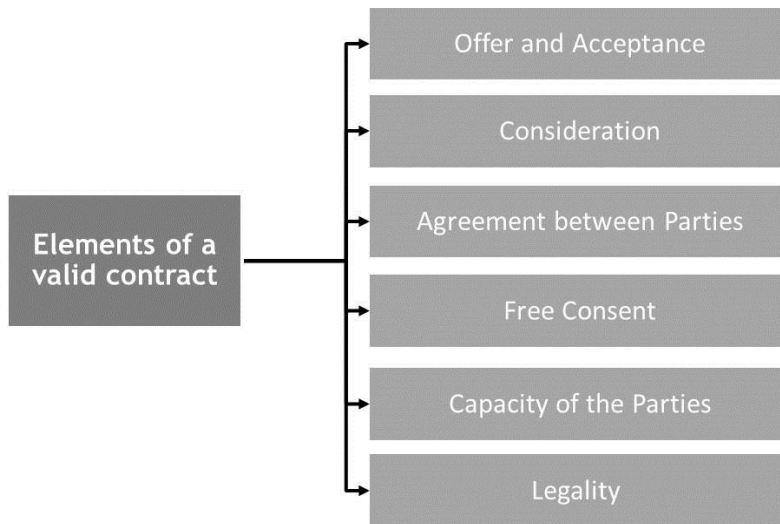 Elements of a
valid contract
Offer and Acceptance
Consideration
Agreement between Parties
Free Consent
Capacity of the Parties
Legality